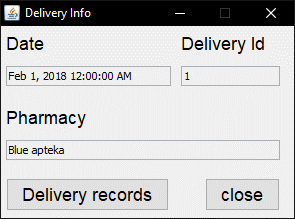 Delivery Info
Date Delivery Id
Feb 1, 2018 12:00:00 AM 1
Pharmacy
Blue apteka
Delivery records close